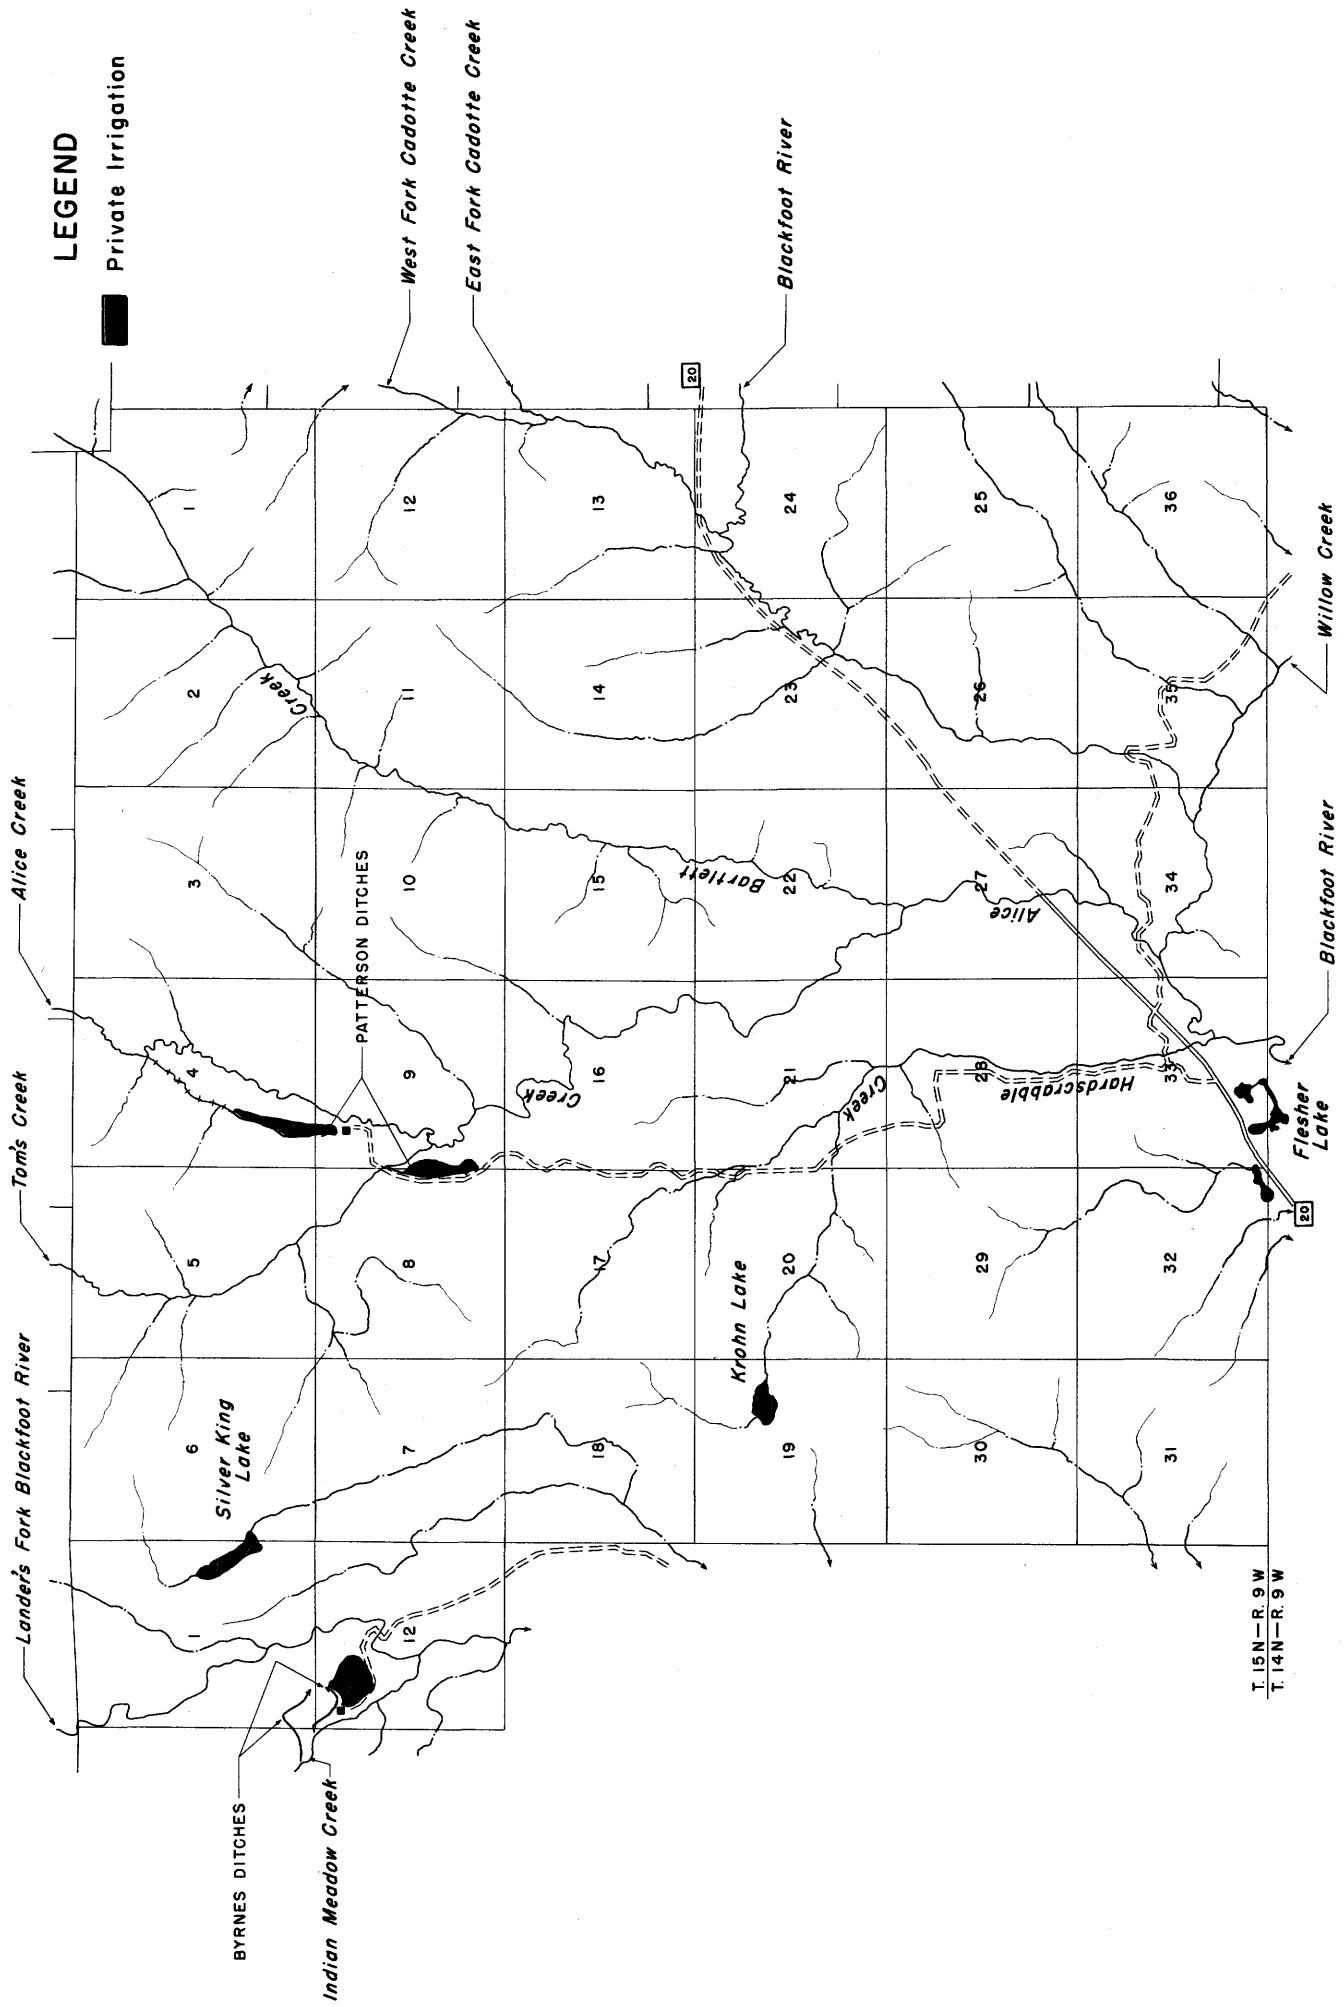 LEGEND
Private Irrigation
Lander's Fork Blackfoot River
Tom's Creek
Alice Creek
West Fork Cadotte Creek
East Fork Cadotte Creek
Blackfoot River
BYRNES DITCHES
Indian Meadow Creek
PATTERSON DITCHES
Silver King
Lake
Krohn Lake
Creek
Creek
Bartlett
Alice
Creek
Hardscrabble
Flesher
Lake
Blackfoot River
Willow Creek
20
20
1
6
5
4
3
2
1
12
7
8
9
10
11
12
18
17
16
15
14
13
19
20
21
22
23
24
30
29
28
27
26
25
31
32
33
34
35
36
T. 15 N—R. 9 W
T. 14 N—R. 9 W